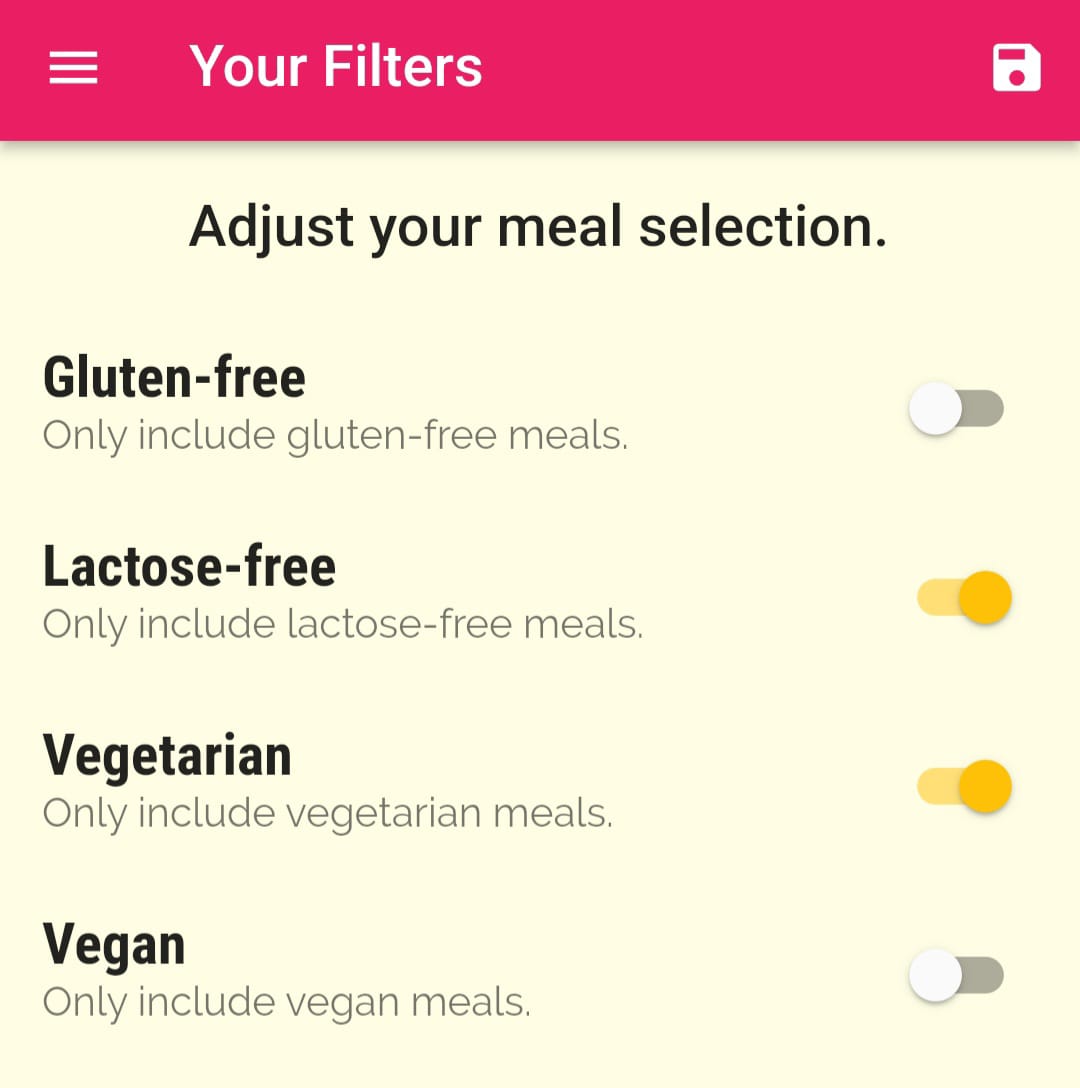 Your Filters
Adjust your meal selection.
Gluten-free
Only include gluten-free meals.
Lactose-free
Only include lactose-free meals.
Vegetarian
Only include vegetarian meals.
Vegan
Only include vegan meals.